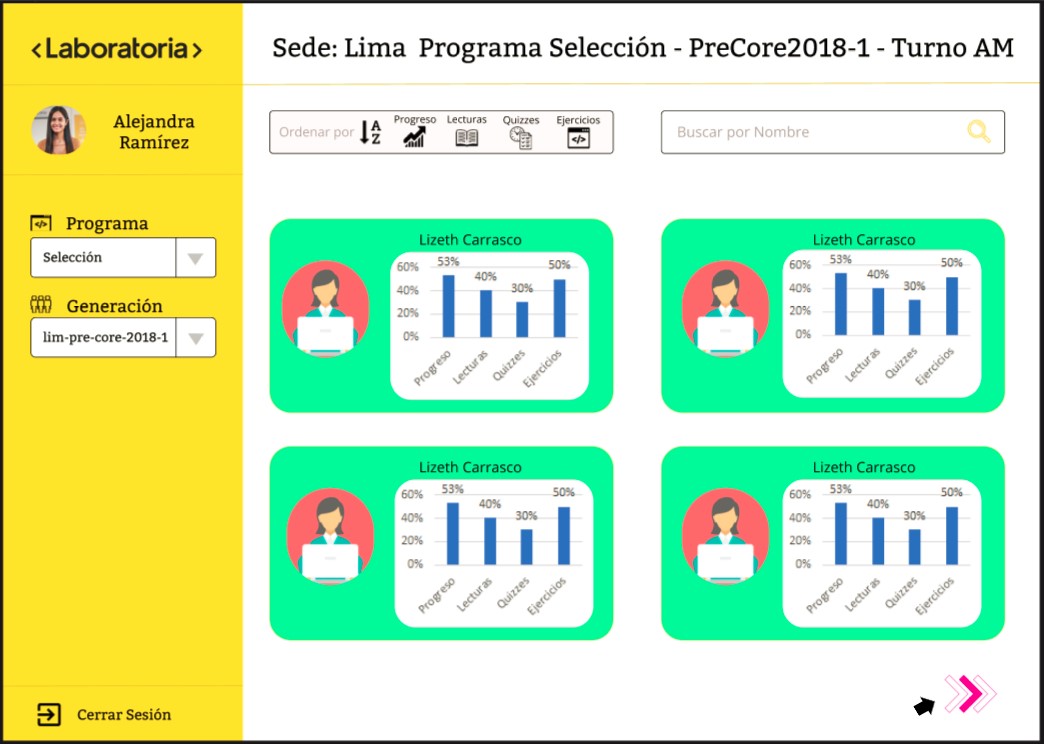 <Laboratoria>
Sede: Lima  Programa Selección - PreCore2018-1 - Turno AM
Alejandra
Ramírez
Programa
Selección
Generación
lim-pre-core-2018-1
Cerrar Sesión
Ordenar por
A
Z
Progreso
Lecturas
Quizzes
Ejercicios
Buscar por Nombre
Lizeth Carrasco
60%
40%
20%
0%
53%
40%
30%
50%
Progreso
Lecturas
Quizzes
Ejercicios
Lizeth Carrasco
60%
40%
20%
0%
53%
40%
30%
50%
Progreso
Lecturas
Quizzes
Ejercicios
Lizeth Carrasco
60%
40%
20%
0%
53%
40%
30%
50%
Progreso
Lecturas
Quizzes
Ejercicios
Lizeth Carrasco
60%
40%
20%
0%
53%
40%
30%
50%
Progreso
Lecturas
Quizzes
Ejercicios